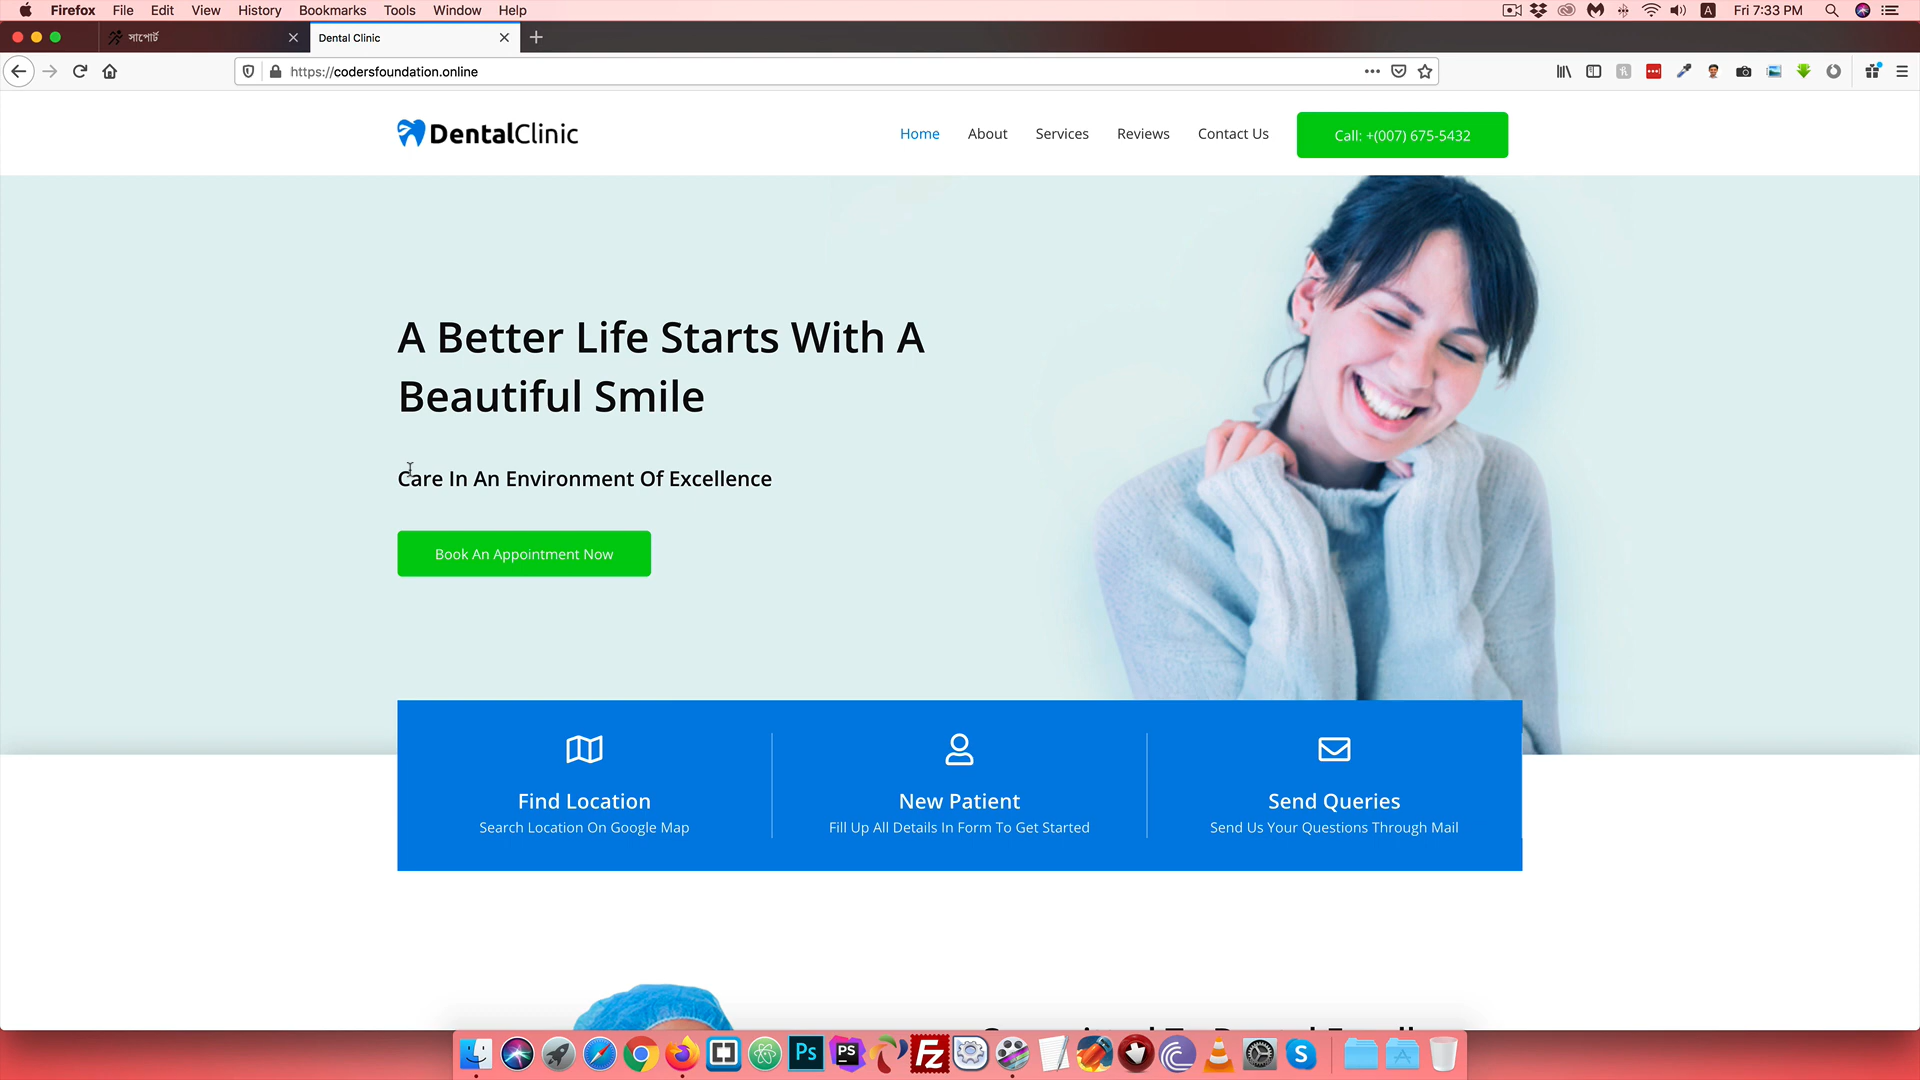 Firefox File Edit View History Bookmarks Tools Window Help
A Fri 7:33 PM
সাপোর্ট
Dental Clinic
https://codersfoundation.online
DentalClinic
Home About Services Reviews Contact Us Call: +(007) 675-5432
A Better Life Starts With A
Beautiful Smile
Care In An Environment Of Excellence
Book An Appointment Now
Find Location
Search Location On Google Map
New Patient
Fill Up All Details In Form To Get Started
Send Queries
Send Us Your Questions Through Mail
Ps
PS
FZ